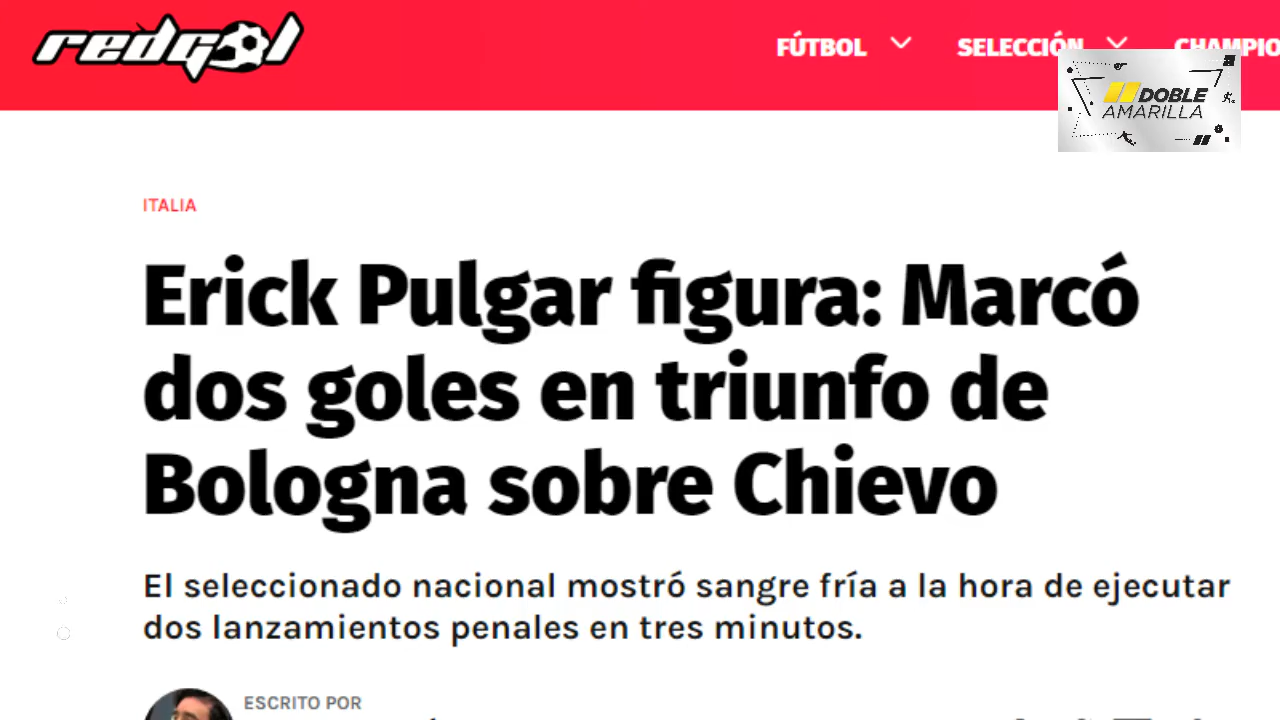 redgol
FÚTBOL SELECCIÓN CHAMPIO
DOBLE
AMARILLA
ITALIA
Erick Pulgar figura: Marcó
dos goles en triunfo de
Bologna sobre Chievo
El seleccionado nacional mostró sangre fría a la hora de ejecutar
dos lanzamientos penales en tres minutos.
ESCRITO POR